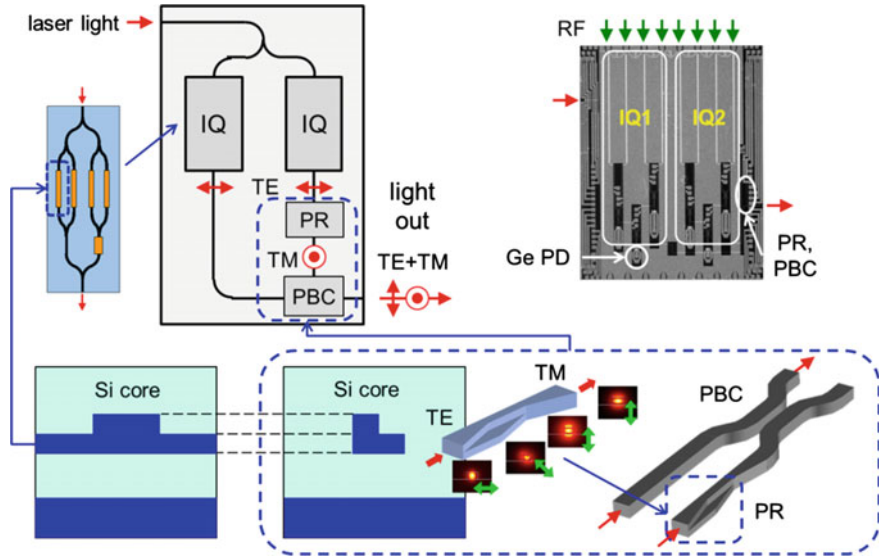 laser light
RF
IQ
IQ
IQ1
IQ2
TE
light
out
PR
TM
TE+TM
Ge PD
PR,
PBC
PBC
Si core
Si core
TM
TE
PBC
PR